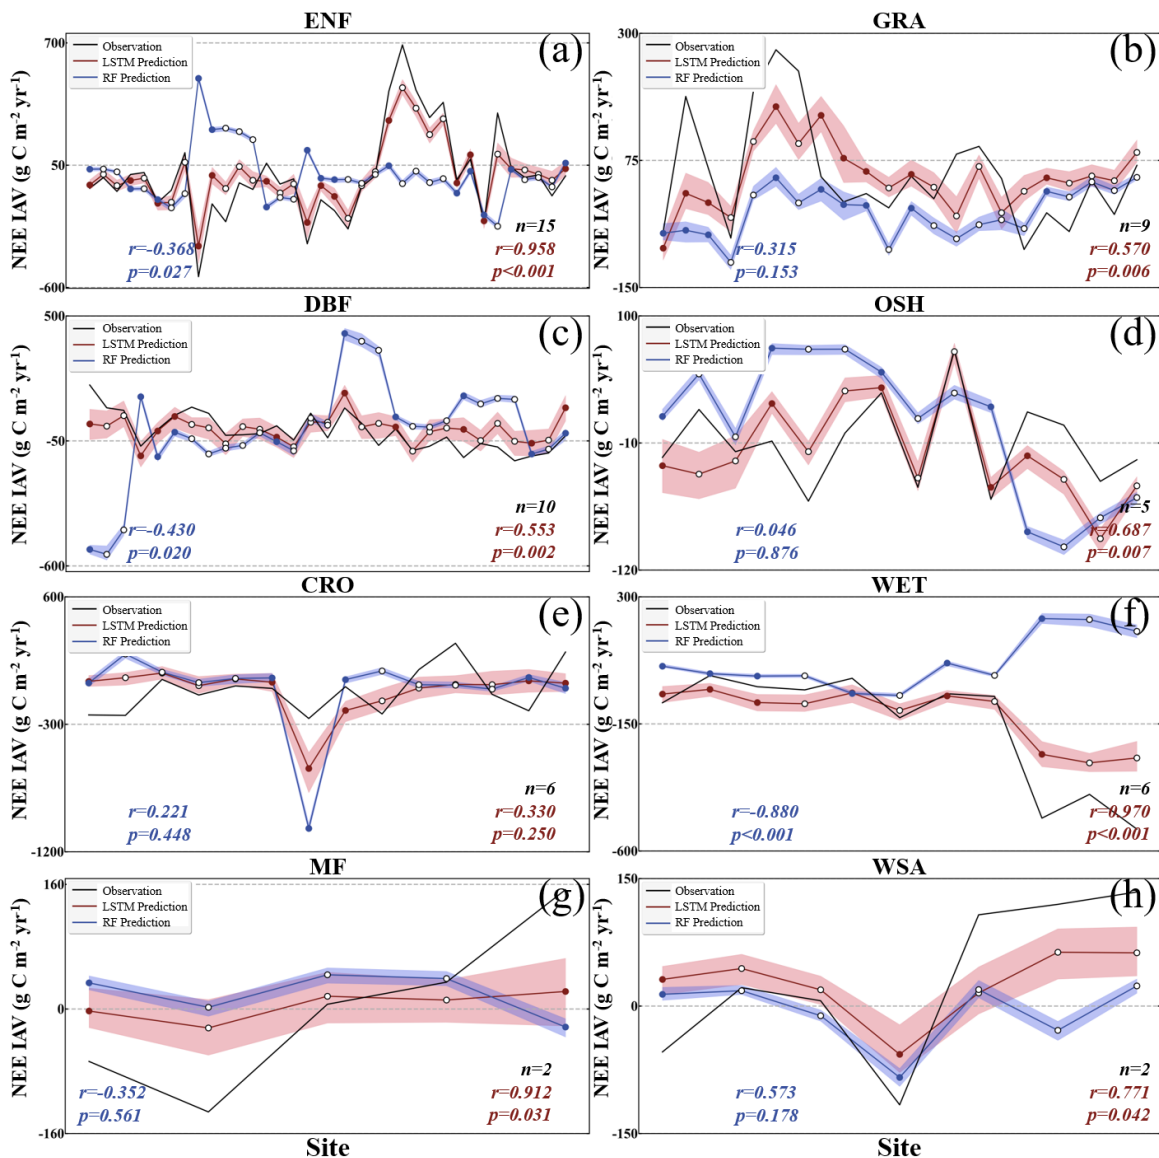 ENF
(a)
700
50
-600
NEE IAV (g C m⁻² yr⁻¹)
Observation
LSTM Prediction
RF Prediction
n=15
r=-0.368
p=0.027
r=0.958
p<0.001
GRA
(b)
300
75
-150
NEE IAV (g C m⁻² yr⁻¹)
Observation
LSTM Prediction
RF Prediction
n=9
r=0.315
p=0.153
r=0.570
p=0.006
DBF
(c)
500
-50
-600
NEE IAV (g C m⁻² yr⁻¹)
Observation
LSTM Prediction
RF Prediction
n=10
r=-0.430
p=0.020
r=0.553
p=0.002
OSH
(d)
100
-10
-120
NEE IAV (g C m⁻² yr⁻¹)
Observation
LSTM Prediction
RF Prediction
n=5
r=0.046
p=0.876
r=0.687
p=0.007
CRO
(e)
600
-300
-1200
NEE IAV (g C m⁻² yr⁻¹)
Observation
LSTM Prediction
RF Prediction
n=6
r=0.221
p=0.448
r=0.330
p=0.250
WET
(f)
300
-150
-600
NEE IAV (g C m⁻² yr⁻¹)
Observation
LSTM Prediction
RF Prediction
n=6
r=-0.880
p<0.001
r=0.970
p<0.001
MF
(g)
160
0
-160
NEE IAV (g C m⁻² yr⁻¹)
Observation
LSTM Prediction
RF Prediction
n=2
r=-0.352
p=0.561
r=0.912
p=0.031
Site
WSA
(h)
150
0
-150
NEE IAV (g C m⁻² yr⁻¹)
Observation
LSTM Prediction
RF Prediction
n=2
r=0.573
p=0.178
r=0.771
p=0.042
Site